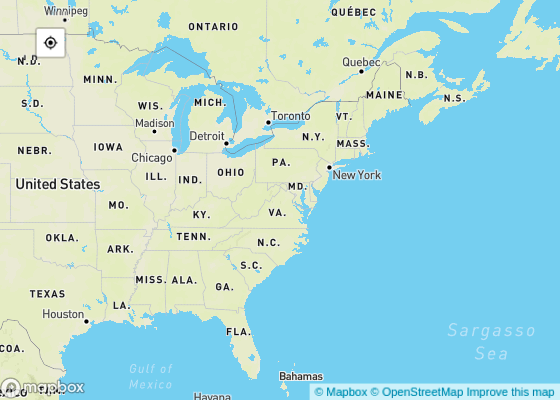 Winnipeg
ONTARIO
QUÉBEC
N.D.
Quebec
N.B.
MINN.
MAINE
N.S.
S.D.
WIS.
MICH.
Toronto
VT.
Madison
Detroit
N.Y.
MASS.
NEBR.
IOWA
Chicago
PA.
New York
United States
ILL.
IND.
OHIO
MD.
MO.
KY.
VA.
OKLA.
TENN.
N.C.
ARK.
S.C.
MISS.
ALA.
GA.
TEXAS
LA.
Houston
FLA.
Sargasso
Sea
COA.
Gulf of
Mexico
Bahamas
Havana
mapbox
© Mapbox © OpenStreetMap Improve this map